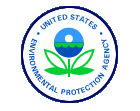 UNITED STATES
ENVIRONMENTAL PROTECTION AGENCY